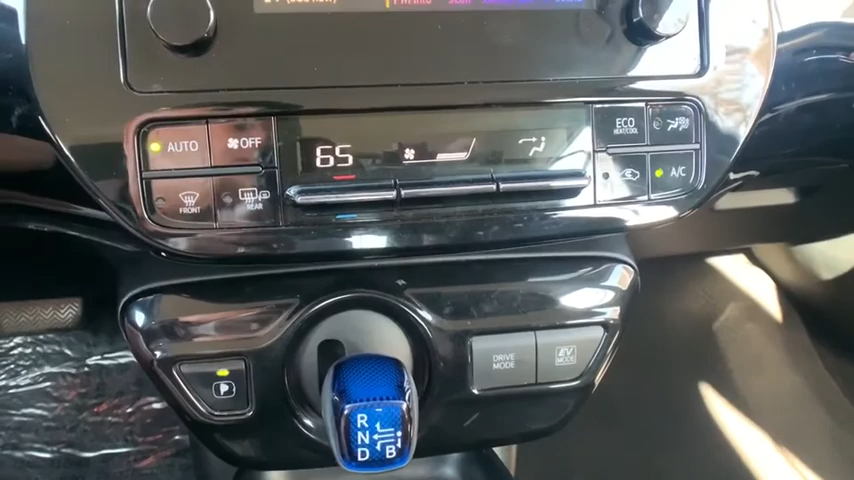 AUTO
OFF
65
ECO
HEAT/COOL
FRONT
REAR
A/C
P
DRIVE
MODE
EV
MODE
R
N
D B